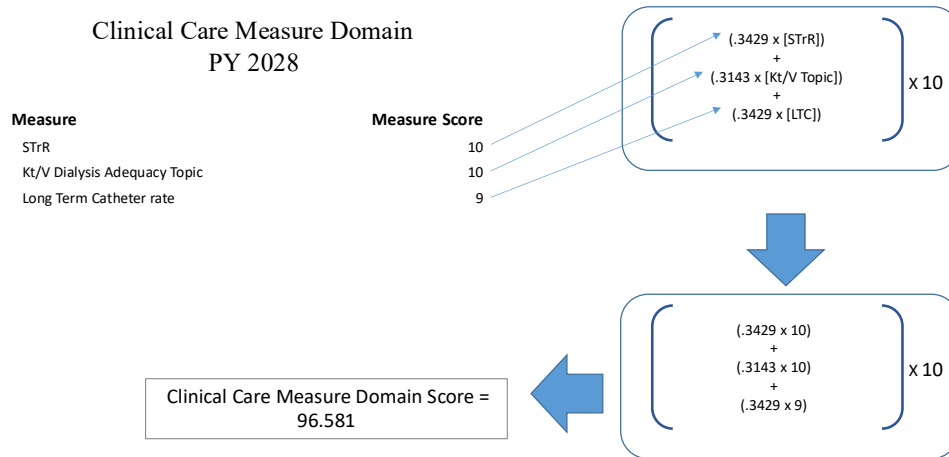 Clinical Care Measure Domain
PY 2028
Measure Measure Score
STrR 10
Kt/V Dialysis Adequacy Topic 10
Long Term Catheter rate 9
(.3429 x [STrR])
+
(.3143 x [Kt/V Topic])
+
(.3429 x [LTC])
x 10
(.3429 x 10)
+
(.3143 x 10)
+
(.3429 x 9)
x 10
Clinical Care Measure Domain Score =
96.581